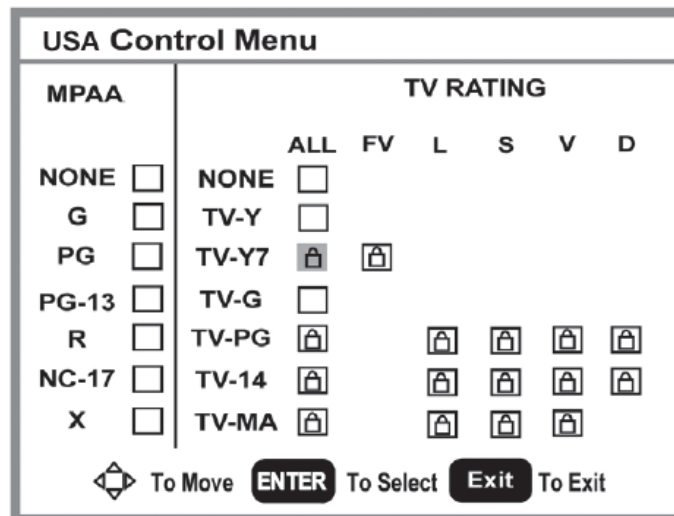 USA Control Menu
MPAA TV RATING
ALL FV L S V D
NONE NONE
G TV-Y
PG TV-Y7
PG-13 TV-G
R TV-PG
NC-17 TV-14
X TV-MA
To Move ENTER To Select Exit To Exit